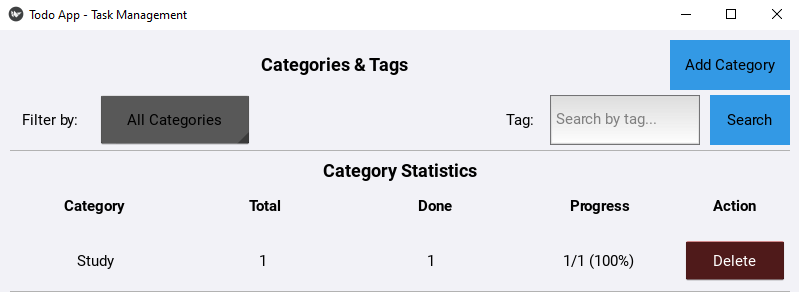 Todo App - Task Management
Categories & Tags
Add Category
Filter by: All Categories Tag: Search by tag... Search
Category Statistics
Category Total Done Progress Action
Study 1 1 1/1 (100%) Delete